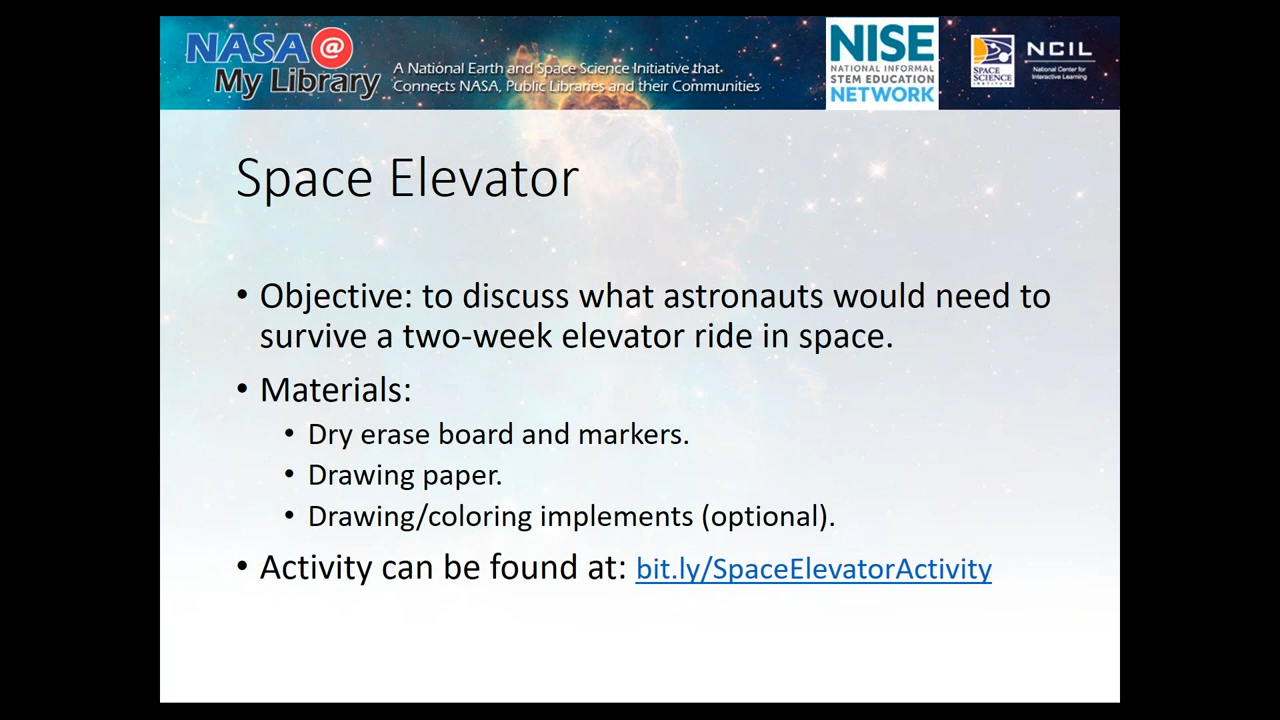 NASA@
My Library
A National Earth and Space Science Initiative that
Connects NASA, Public Libraries and their Communities
NISE
NATIONAL INFORMAL
STEM EDUCATION
NETWORK
SPACE
SCIENCE
INSTITUTE
NCIL
National Center for
Interactive Learning
Space Elevator
• Objective: to discuss what astronauts would need to
survive a two-week elevator ride in space.
• Materials:
• Dry erase board and markers.
• Drawing paper.
• Drawing/coloring implements (optional).
• Activity can be found at: bit.ly/SpaceElevatorActivity